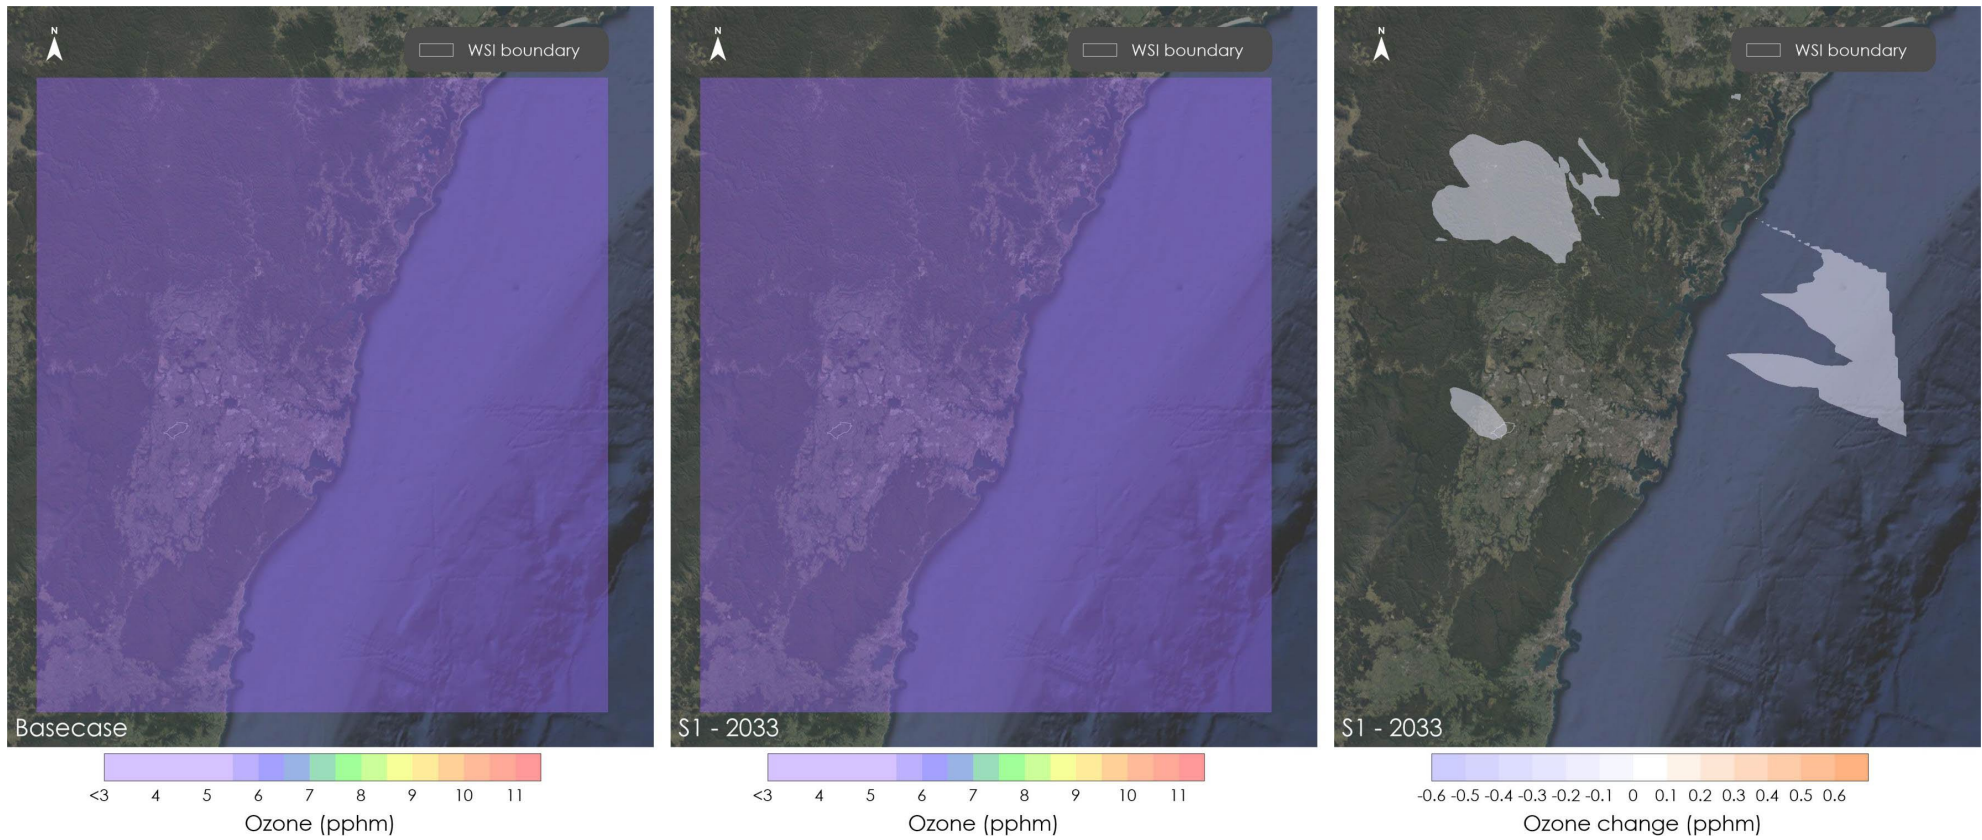 N
WSI boundary
Basecase
<3 4 5 6 7 8 9 10 11
Ozone (pphm)
N
WSI boundary
S1 - 2033
<3 4 5 6 7 8 9 10 11
Ozone (pphm)
N
WSI boundary
S1 - 2033
-0.6 -0.5 -0.4 -0.3 -0.2 -0.1 0 0.1 0.2 0.3 0.4 0.5 0.6
Ozone change (pphm)